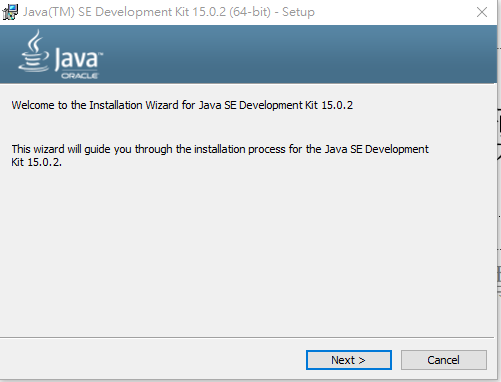 Java(TM) SE Development Kit 15.0.2 (64-bit) - Setup
Java™
ORACLE
Welcome to the Installation Wizard for Java SE Development Kit 15.0.2
This wizard will guide you through the installation process for the Java SE Development
Kit 15.0.2.
Next >
Cancel